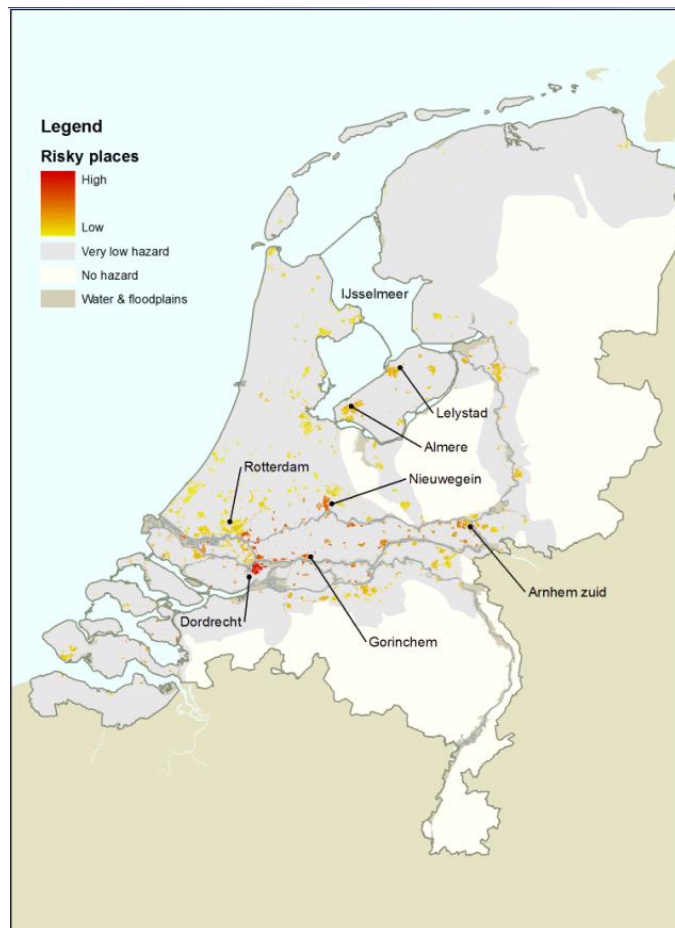 Legend
Risky places
High
Low
Very low hazard
No hazard
Water & floodplains
IJsselmeer
Lelystad
Almere
Rotterdam
Nieuwegein
Arnhem zuid
Dordrecht
Gorinchem